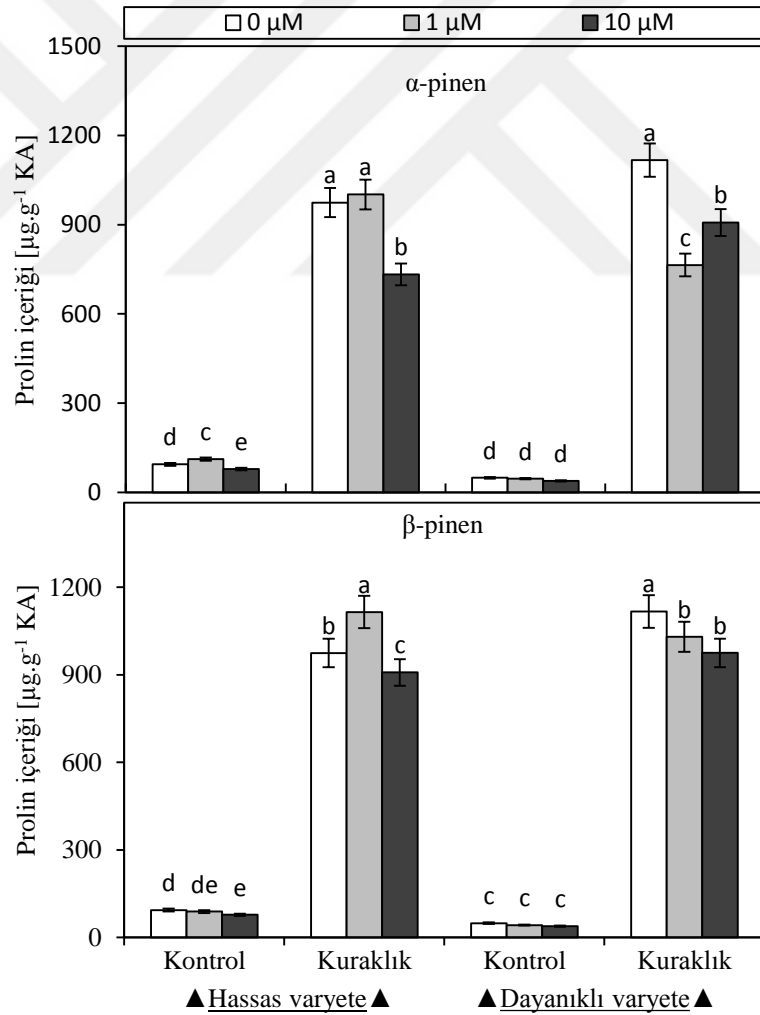 0 µM 1 µM 10 µM
α-pinen
Prolin içeriği [µg.g⁻¹ KA]
1500
1200
900
600
300
0
d c e a a b d d d a c b
β-pinen
Prolin içeriği [µg.g⁻¹ KA]
1200
900
600
300
0
d de e b a c c c c a b b
Kontrol Kuraklık Kontrol Kuraklık
▲Hassas varyete▲ ▲Dayanıklı varyete▲